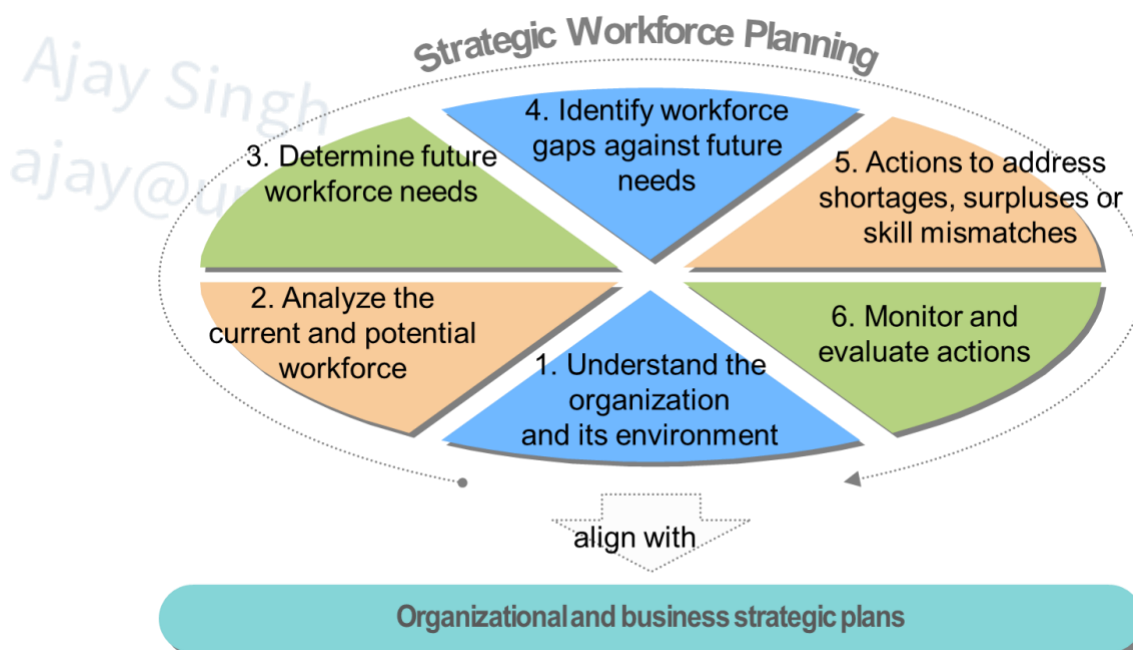 Ajay Singh
Strategic Workforce Planning
4. Identify workforce
gaps against future
needs
3. Determine future
workforce needs
5. Actions to address
shortages, surpluses or
skill mismatches
2. Analyze the
current and potential
workforce
1. Understand the
organization
and its environment
6. Monitor and
evaluate actions
align with
Organizational and business strategic plans